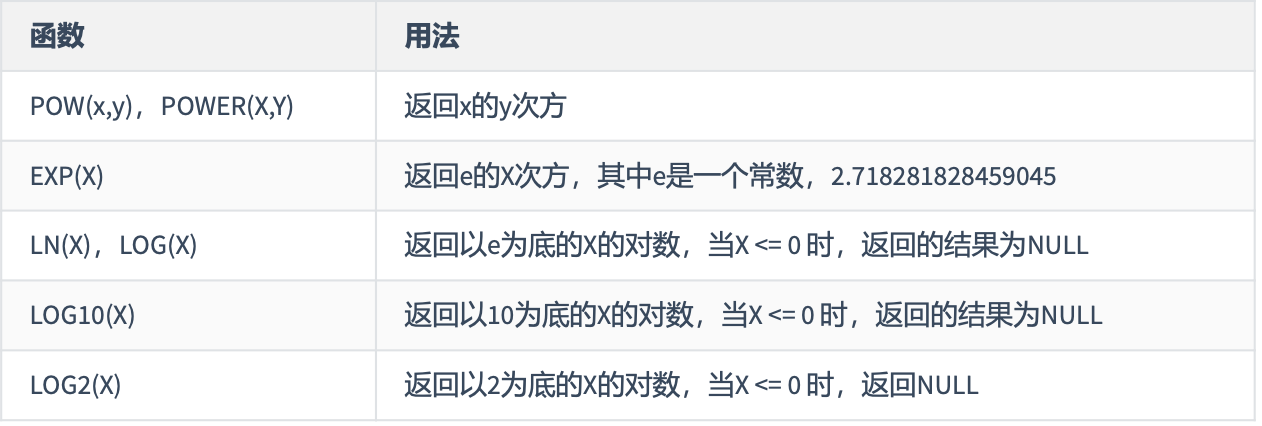 函数 用法
POW(x,y)，POWER(X,Y) 返回x的y次方
EXP(X) 返回e的X次方，其中e是一个常数，2.718281828459045
LN(X)，LOG(X) 返回以e为底的X的对数，当X <= 0 时，返回的结果为NULL
LOG10(X) 返回以10为底的X的对数，当X <= 0 时，返回的结果为NULL
LOG2(X) 返回以2为底的X的对数，当X <= 0 时，返回NULL